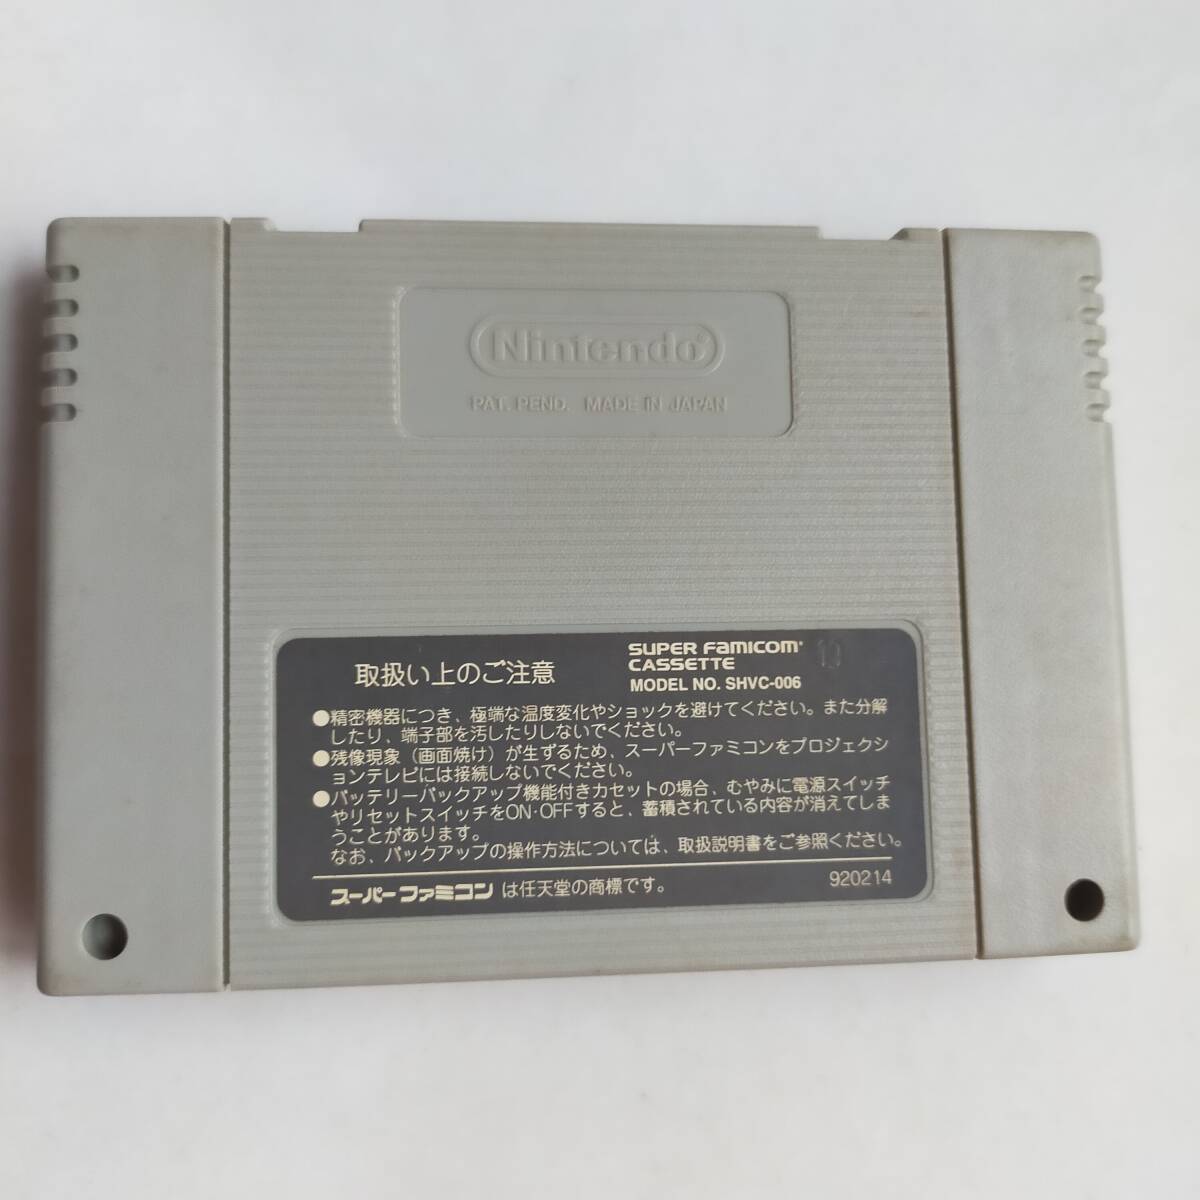 Nintendo
PAT. PEND. MADE IN JAPAN
取扱い上のご注意
SUPER FAMICOM
CASSETTE
MODEL NO. SHVC-006
10
●精密機器につき、極端な温度変化やショックを避けてください。また分解
したり、端子部を汚したりしないでください。
●残像現象（画面焼け）が生ずるため、スーパーファミコンをプロジェクシ
ョンテレビには接続しないでください。
●バッテリーバックアップ機能付きカセットの場合、むやみに電源スイッチ
やリセットスイッチをON・OFFすると、蓄積されている内容が消えてしま
うことがあります。
なお、バックアップの操作方法については、取扱説明書をご参照ください。
スーパーファミコン は任天堂の商標です。
920214